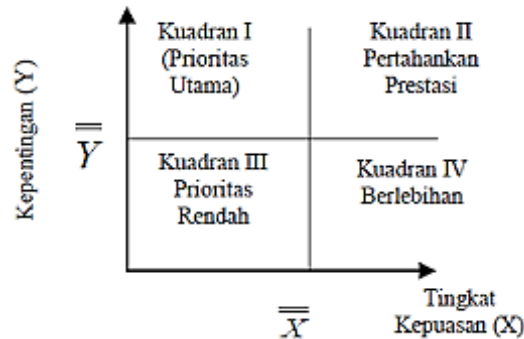 Kuadran I
(Prioritas
Utama)
Kuadran II
Pertahankan
Prestasi
Kepentingan (Y)
Y
Kuadran III
Prioritas
Rendah
Kuadran IV
Berlebihan
X
Tingkat
Kepuasan (X)